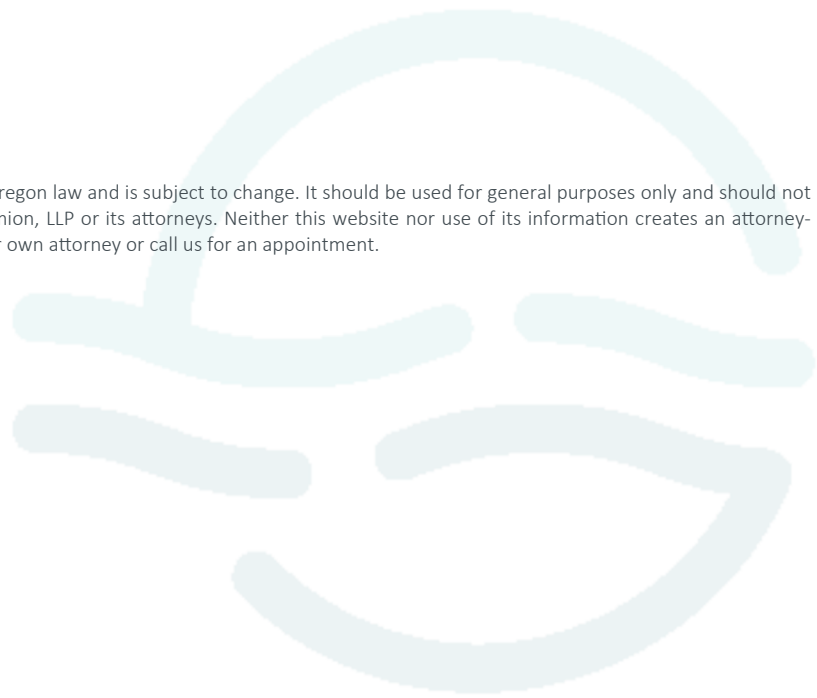 regon law and is subject to change. It should be used for general purposes only and should not
nion, LLP or its attorneys. Neither this website nor use of its information creates an attorney-
r own attorney or call us for an appointment.